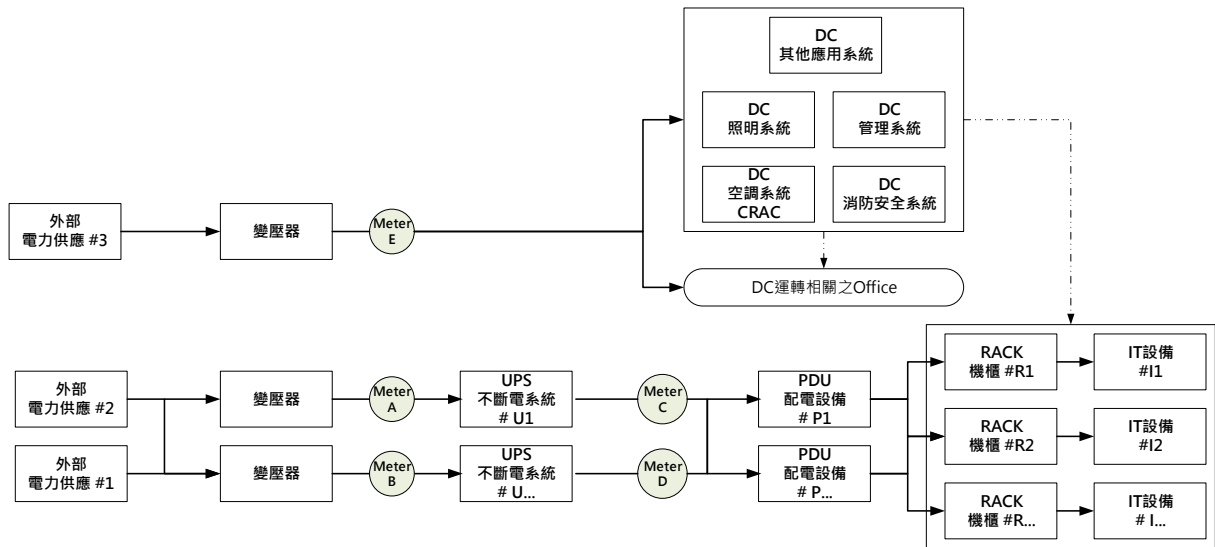 DC
其他應用系統
DC
照明系統
DC
管理系統
DC
空調系統
CRAC
DC
消防安全系統
外部
電力供應 #3
變壓器
Meter
E
DC運轉相關之Office
外部
電力供應 #2
變壓器
Meter
A
UPS
不斷電系統
# U1
Meter
C
PDU
配電設備
# P1
RACK
機櫃 #R1
IT設備
#I1
RACK
機櫃 #R2
IT設備
#I2
外部
電力供應 #1
變壓器
Meter
B
UPS
不斷電系統
# U...
Meter
D
PDU
配電設備
# P...
RACK
機櫃 #R...
IT設備
# I...